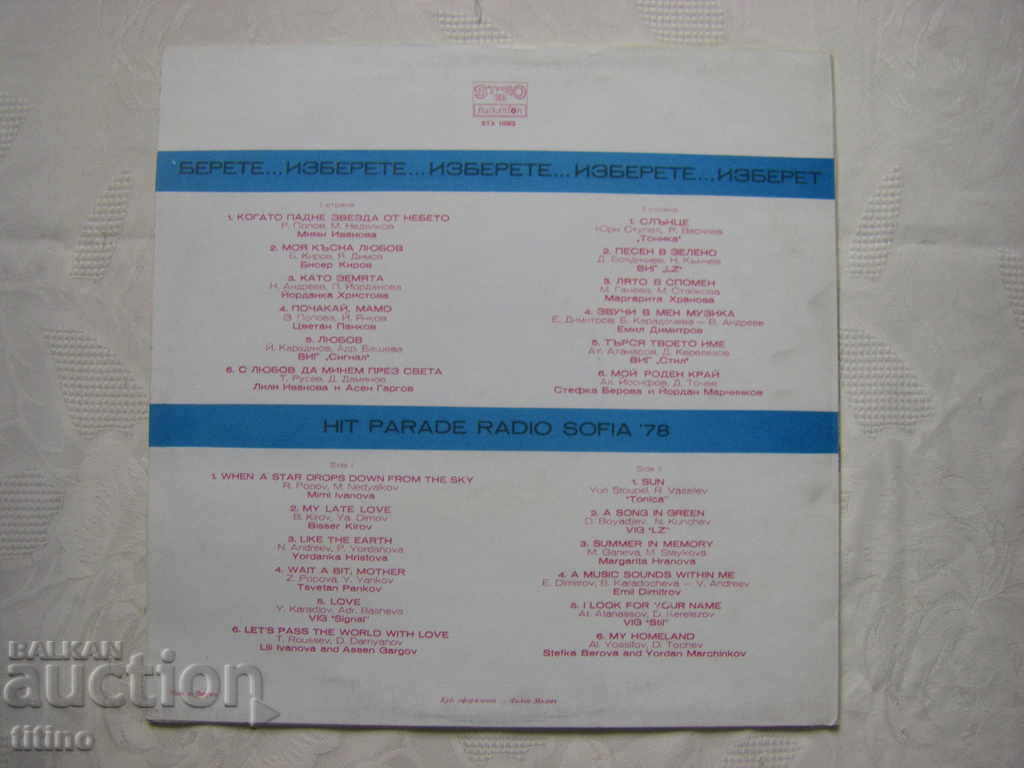 STEREO
Балкантон
БЕРЕТЕ... ИЗБЕРЕТЕ... ИЗБЕРЕТЕ... ИЗБЕРЕТЕ... ИЗБЕРЕТ
I страна
1. КОГАТО ПАДНЕ ЗВЕЗДА ОТ НЕБЕТО
Р. Попов, М. Неделков
Мими Иванова
2. МОЯ КЪСНА ЛЮБОВ
Б. Киров, Я. Димов
Бисер Киров
3. КАТО ЗЕМЯТА
Н. Андреев, П. Йорданова
Йорданка Христова
4. ПОЧАКАЙ, МАМО
З. Попова, Й. Янков
Цветан Панков
5. ЛЮБОВ
Й. Караджов, Адр. Башева
ВИГ „Сигнал"
6. С ЛЮБОВ ДА МИНЕМ ПРЕЗ СВЕТА
Т. Русев, Д. Дамянов
Лили Иванова и Асен Гаргов
II страна
1. СЛЪНЦЕ
Юри Ступел, Р. Василев
„Тоника"
2. ПЕСЕН В ЗЕЛЕНО
Д. Бояджиев, Н. Кънчев
ВИГ „LZ"
3. ЛЯТО В СПОМЕН
М. Ганева, М. Стайкова
Маргарита Хранова
4. ЗВУЧИ В МЕН МУЗИКА
Е. Димитров, Б. Карадочева – В. Андреев
Емил Димитров
5. ТЪРСЯ ТВОЕТО ИМЕ
Ат. Атанасов, Д. Керелезов
ВИГ „Стил"
6. МОЙ РОДЕН КРАЙ
Ал. Йосифов, Д. Точев
Стефка Берова и Йордан Марчинков
HIT PARADE RADIO SOFIA '78
Side I
1. WHEN A STAR DROPS DOWN FROM THE SKY
R. Popov, M. Nedyalkov
Mimi Ivanova
2. MY LATE LOVE
B. Kirov, Ya. Dimov
Bisser Kirov
3. LIKE THE EARTH
N. Andreev, P. Yordanova
Yordanka Hristova
4. WAIT A BIT, MOTHER
Z. Popova, Y. Yankov
Tsvetan Pankov
5. LOVE
Y. Karadjov, Adr. Basheva
VIG "Signal"
6. LET'S PASS THE WORLD WITH LOVE
T. Roussev, D. Damyanov
Lili Ivanova and Assen Gargov
Side II
1. SUN
Yuri Stoupel, R. Vassilev
"Tonica"
2. A SONG IN GREEN
D. Boyadjiev, N. Kunchev
VIG "LZ"
3. SUMMER IN MEMORY
M. Ganeva, M. Staykova
Margarita Hranova
4. A MUSIC SOUNDS WITHIN ME
E. Dimitrov, B. Karadocheva – V. Andreev
Emil Dimitrov
5. I LOOK FOR YOUR NAME
At. Atanassov, D. Kerelezov
VIG "Stil"
6. MY HOMELAND
Al. Yossifov, D. Tochev
Stefka Berova and Yordan Marchinkov
Худ. оформление
BALKAN
auction
titino